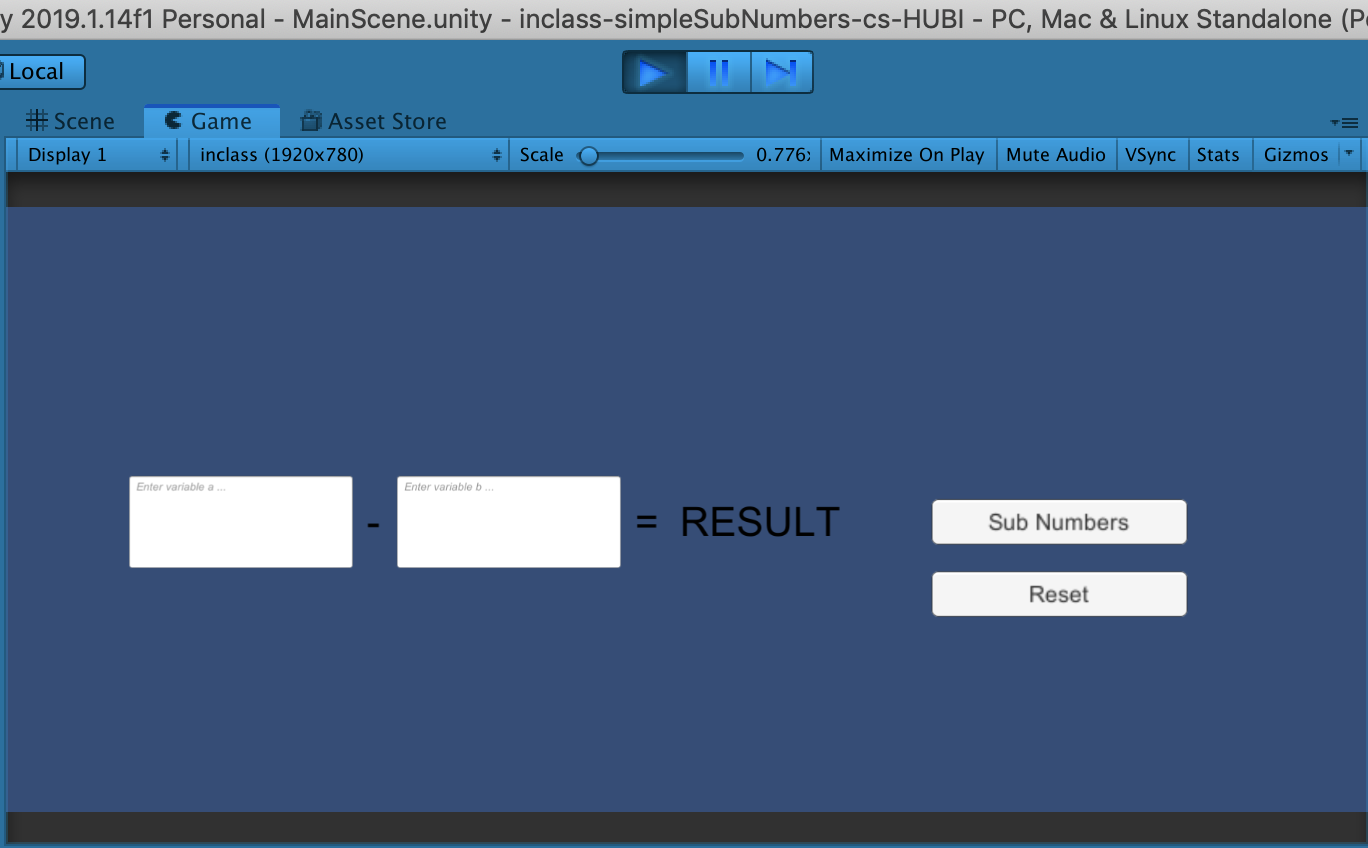 y 2019.1.14f1 Personal - MainScene.unity - inclass-simpleSubNumbers-cs-HUBI - PC, Mac & Linux Standalone (P
Local
Scene Game Asset Store
Display 1 inclass (1920x780) Scale 0.776 Maximize On Play Mute Audio VSync Stats Gizmos
Enter variable a ... Enter variable b ...
- = RESULT Sub Numbers
Reset